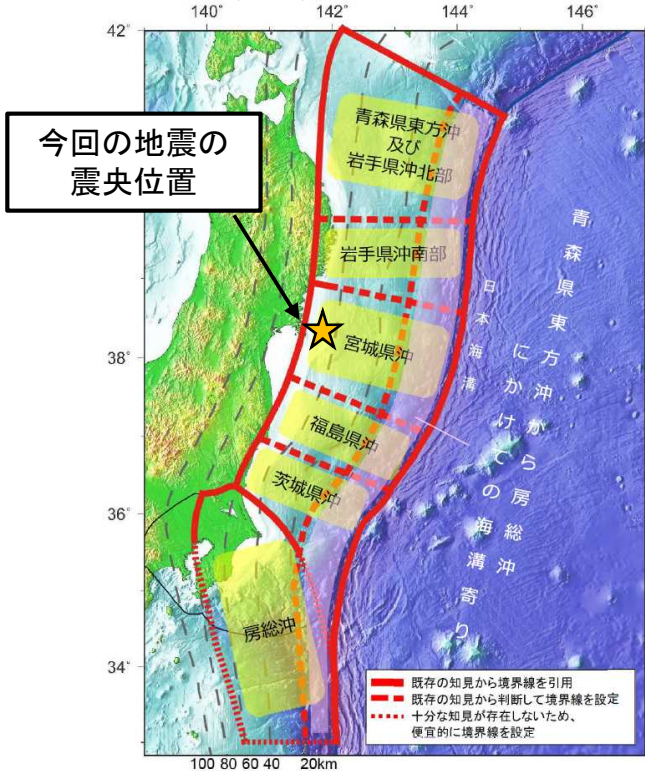 140°
142°
144°
146°
42°
今回の地震の
震央位置
青森県東方沖
及び
岩手県沖北部
岩手県沖南部
宮城県沖
38°
福島県沖
茨城県沖
36°
房総沖
34°
日本海溝
青森県東方沖から房総沖
にかけての海溝寄り
既存の知見から境界線を引用
既存の知見から判断して境界線を設定
十分な知見が存在しないため、
便宜的に境界線を設定
100 80 60 40 20km